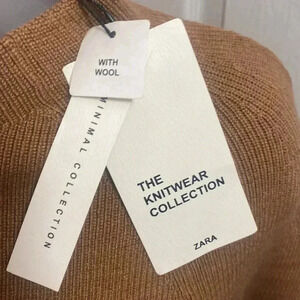 WITH
WOOL
MINIMAL COLLECTION
THE
KNITWEAR
COLLECTION
ZARA